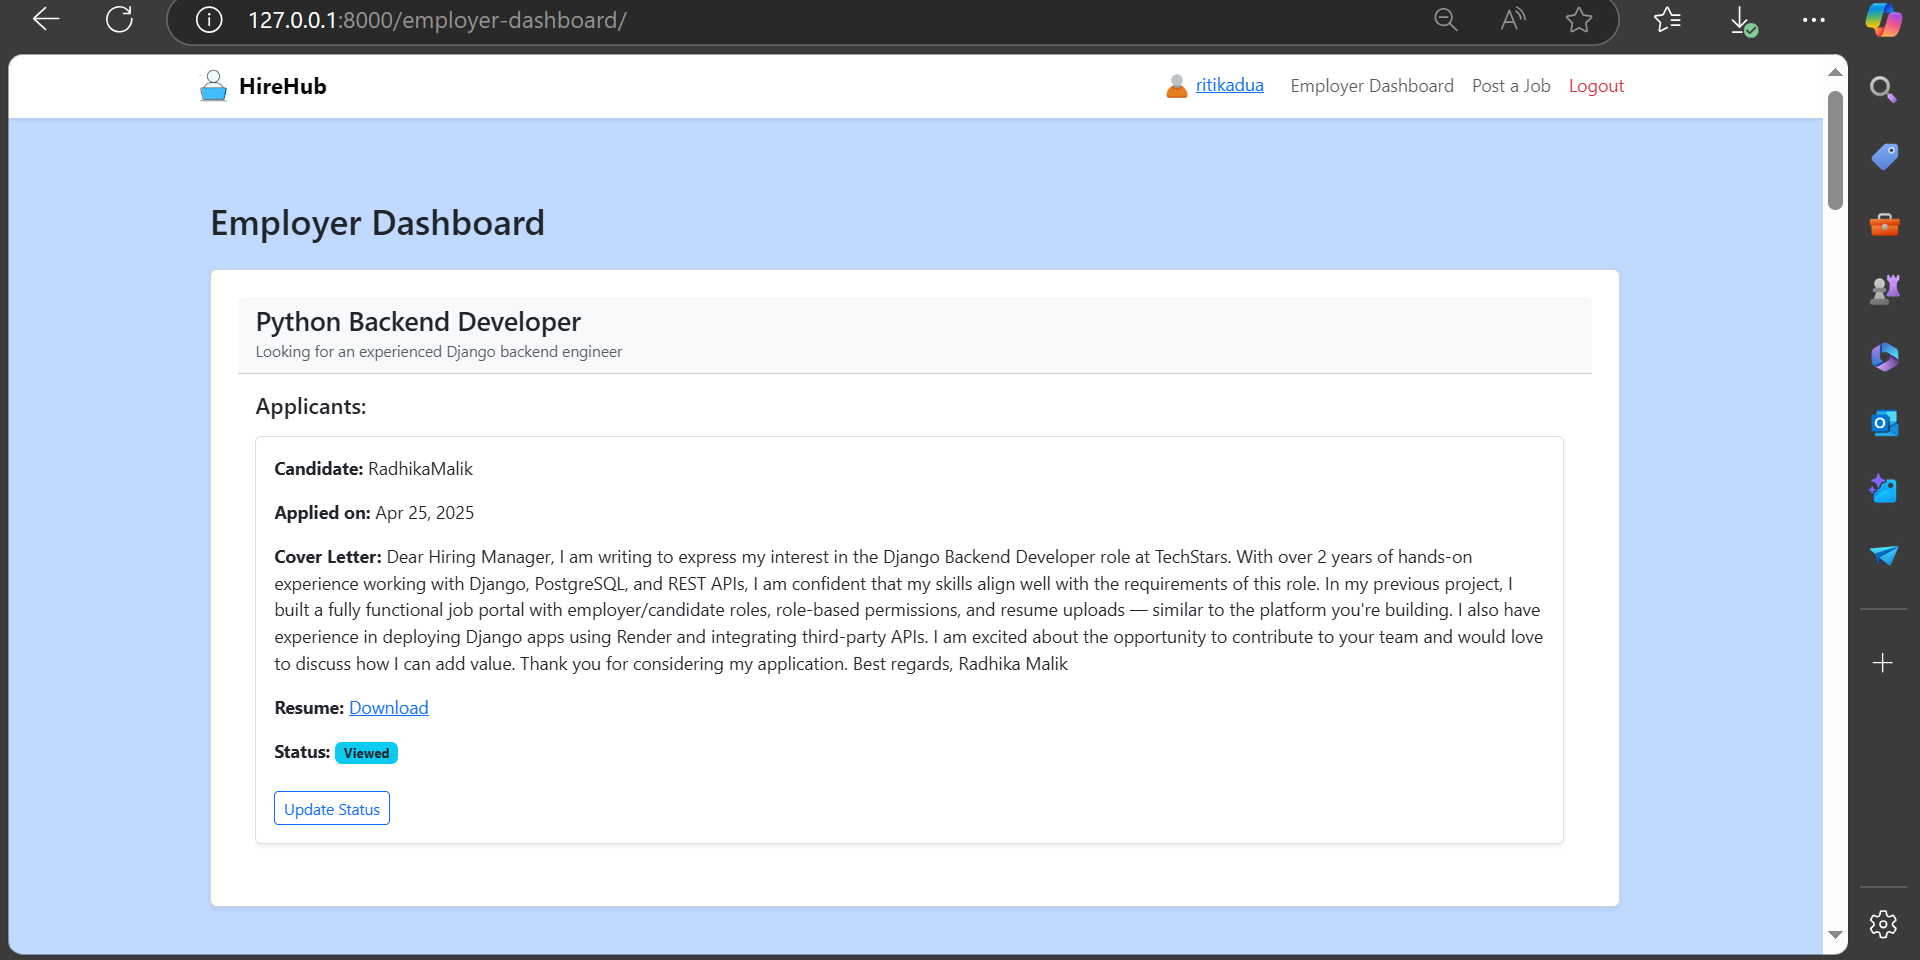 127.0.0.1:8000/employer-dashboard/
HireHub
ritikadua Employer Dashboard Post a Job Logout
Employer Dashboard
Python Backend Developer
Looking for an experienced Django backend engineer
Applicants:
Candidate: RadhikaMalik
Applied on: Apr 25, 2025
Cover Letter: Dear Hiring Manager, I am writing to express my interest in the Django Backend Developer role at TechStars. With over 2 years of hands-on
experience working with Django, PostgreSQL, and REST APIs, I am confident that my skills align well with the requirements of this role. In my previous project, I
built a fully functional job portal with employer/candidate roles, role-based permissions, and resume uploads — similar to the platform you're building. I also have
experience in deploying Django apps using Render and integrating third-party APIs. I am excited about the opportunity to contribute to your team and would love
to discuss how I can add value. Thank you for considering my application. Best regards, Radhika Malik
Resume: Download
Status: Viewed
Update Status